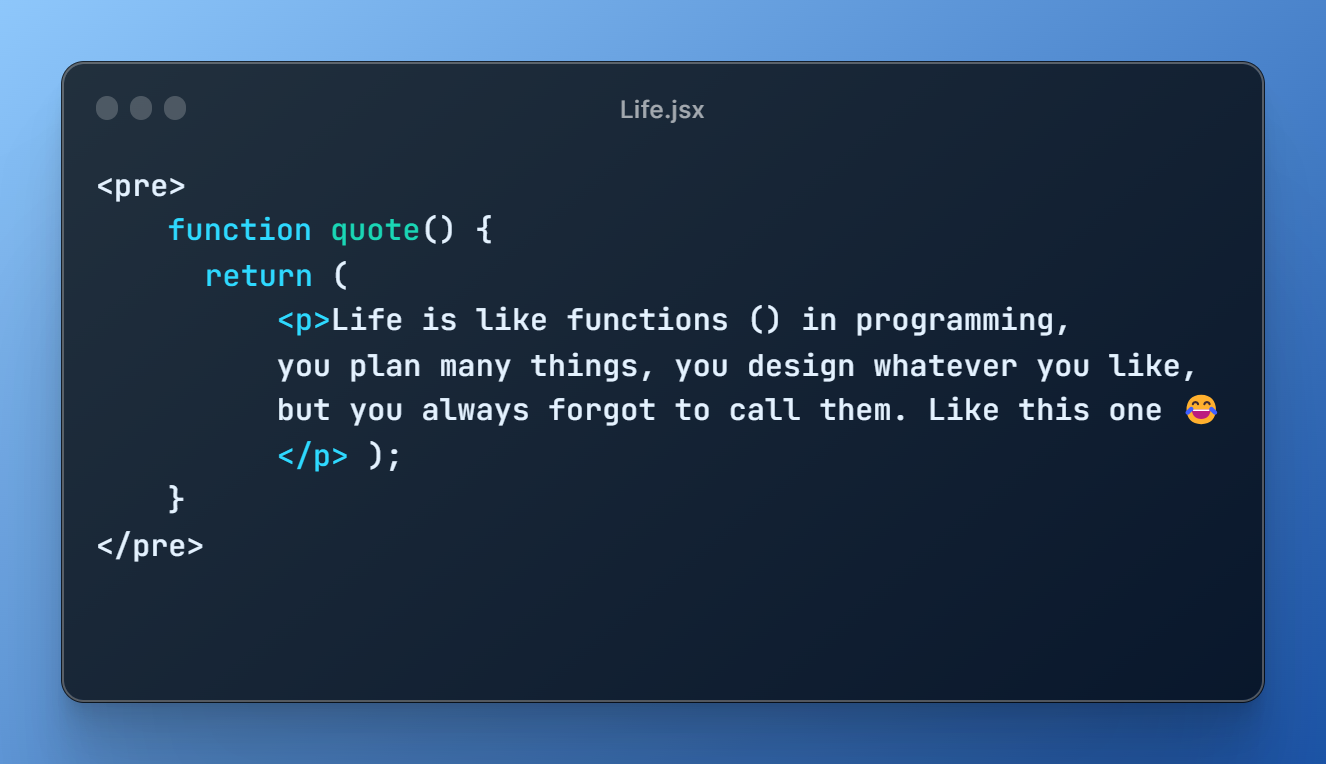 Life.jsx
<pre>
    function quote() {
      return (
          <p>Life is like functions () in programming,
          you plan many things, you design whatever you like,
          but you always forgot to call them. Like this one 😂
          </p> );
    }
</pre>